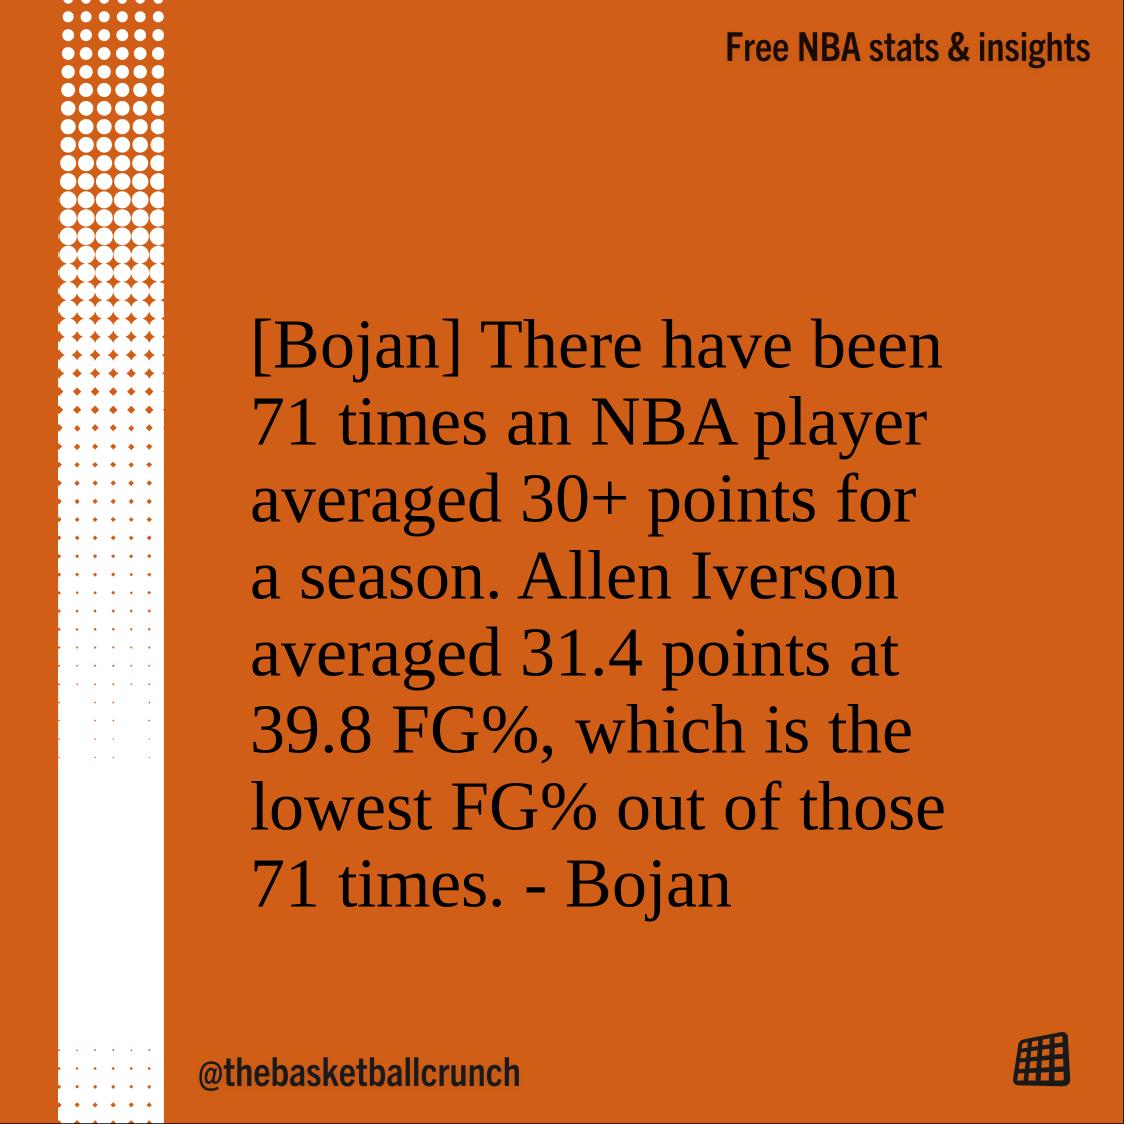 Free NBA stats & insights
[Bojan] There have been
71 times an NBA player
averaged 30+ points for
a season. Allen Iverson
averaged 31.4 points at
39.8 FG%, which is the
lowest FG% out of those
71 times. - Bojan
@thebasketballcrunch